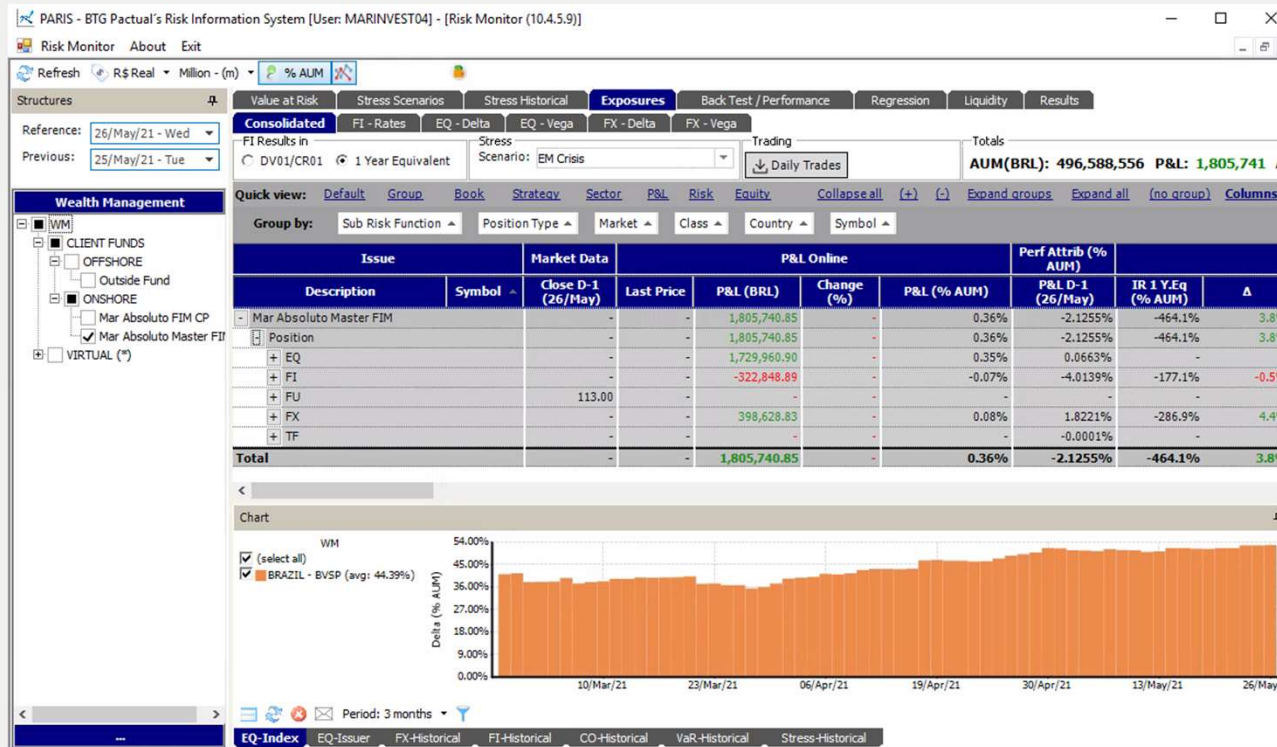 PARIS - BTG Pactual´s Risk Information System [User: MARINVEST04] - [Risk Monitor (10.4.5.9)]
Risk Monitor About Exit
Refresh R$ Real Million - (m) % AUM
Structures
Reference: 26/May/21 - Wed
Previous: 25/May/21 - Tue
Wealth Management
WM
CLIENT FUNDS
OFFSHORE
Outside Fund
ONSHORE
Mar Absoluto FIM CP
Mar Absoluto Master FI
VIRTUAL (*)
...
Value at Risk Stress Scenarios Stress Historical Exposures Back Test / Performance Regression Liquidity Results
Consolidated FI - Rates EQ - Delta EQ - Vega FX - Delta FX - Vega
FI Results in Stress Trading Totals
DV01/CR01 1 Year Equivalent Scenario: EM Crisis Daily Trades AUM(BRL): 496,588,556 P&L: 1,805,741
Quick view: Default Group Book Strategy Sector P&L Risk Equity Collapse all (+) (-) Expand groups Expand all (no group) Columns
Group by: Sub Risk Function Position Type Market Class Country Symbol
Issue Market Data P&L Online Perf Attrib (% AUM)
Description Symbol Close D-1 (26/May) Last Price P&L (BRL) Change (%) P&L (% AUM) P&L D-1 (26/May) IR 1 Y.Eq (% AUM) Δ
- Mar Absoluto Master FIM - - 1,805,740.85 - 0.36% -2.1255% -464.1% 3.8
- Position - - 1,805,740.85 - 0.36% -2.1255% -464.1% 3.8
+ EQ - - 1,729,960.90 - 0.35% 0.0663% -
+ FI - - -322,848.89 - -0.07% -4.0139% -177.1% -0.5
+ FU 113.00 - - - - - -
+ FX - - 398,628.83 - 0.08% 1.8221% -286.9% 4.4
+ TF - - - - - -0.0001% -
Total - - 1,805,740.85 - 0.36% -2.1255% -464.1% 3.8
Chart
WM
(select all)
BRAZIL - BVSP (avg: 44.39%)
Delta (% AUM)
54.00%
45.00%
36.00%
27.00%
18.00%
9.00%
0.00%
10/Mar/21 23/Mar/21 06/Apr/21 19/Apr/21 30/Apr/21 13/May/21 26/May
Period: 3 months
EQ-Index EQ-Issuer FX-Historical FI-Historical CO-Historical VaR-Historical Stress-Historical